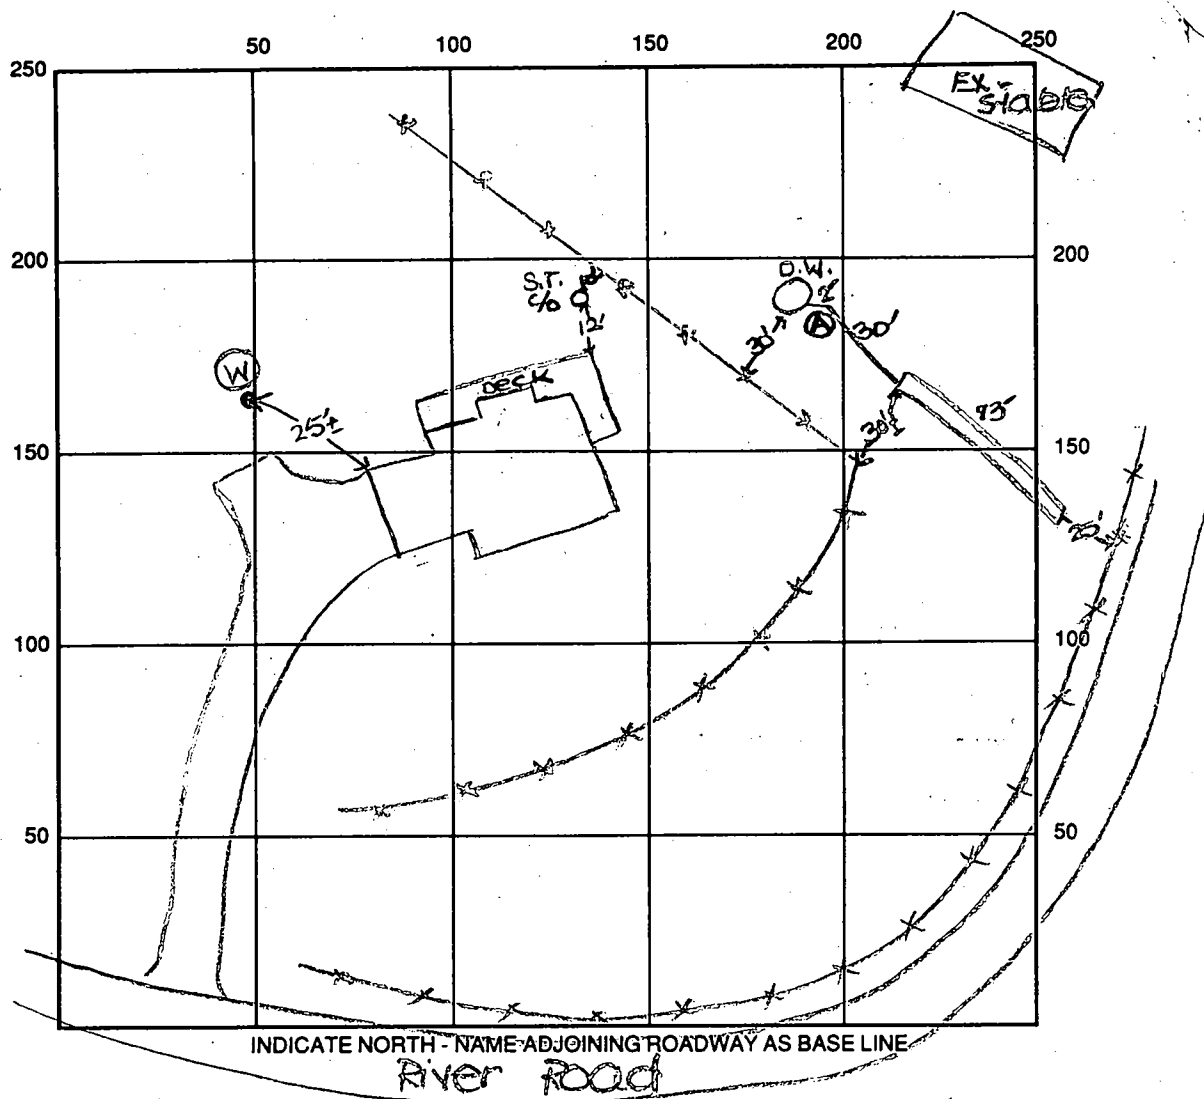 50 100 150 200 250
250
Ex. Stable
200 200
S.T. D.W.
c/o 2'
A
12' 30' 30'
W
Deck
25'± 30' 93'
150 150
20'
100 100
50 50
INDICATE NORTH - NAME ADJOINING ROADWAY AS BASE LINE
River Road